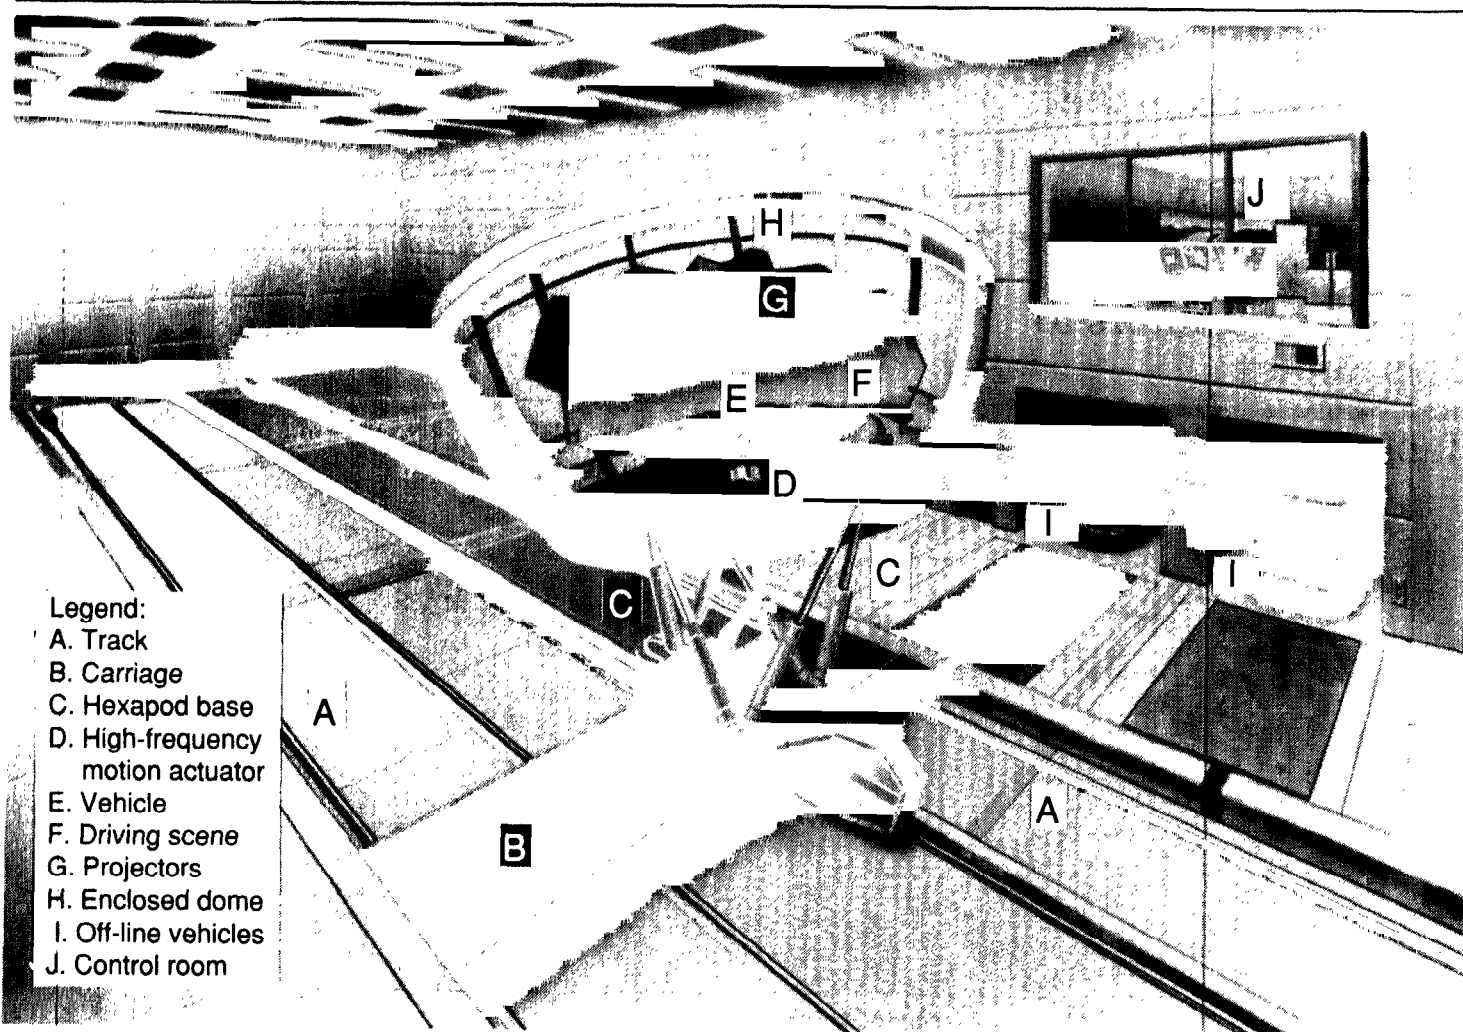 J
H
G
F
E
D
I
C
I
C
Legend:
A. Track
B. Carriage
C. Hexapod base
D. High-frequency
motion actuator
E. Vehicle
F. Driving scene
G. Projectors
H. Enclosed dome
I. Off-line vehicles
J. Control room
A
A
B